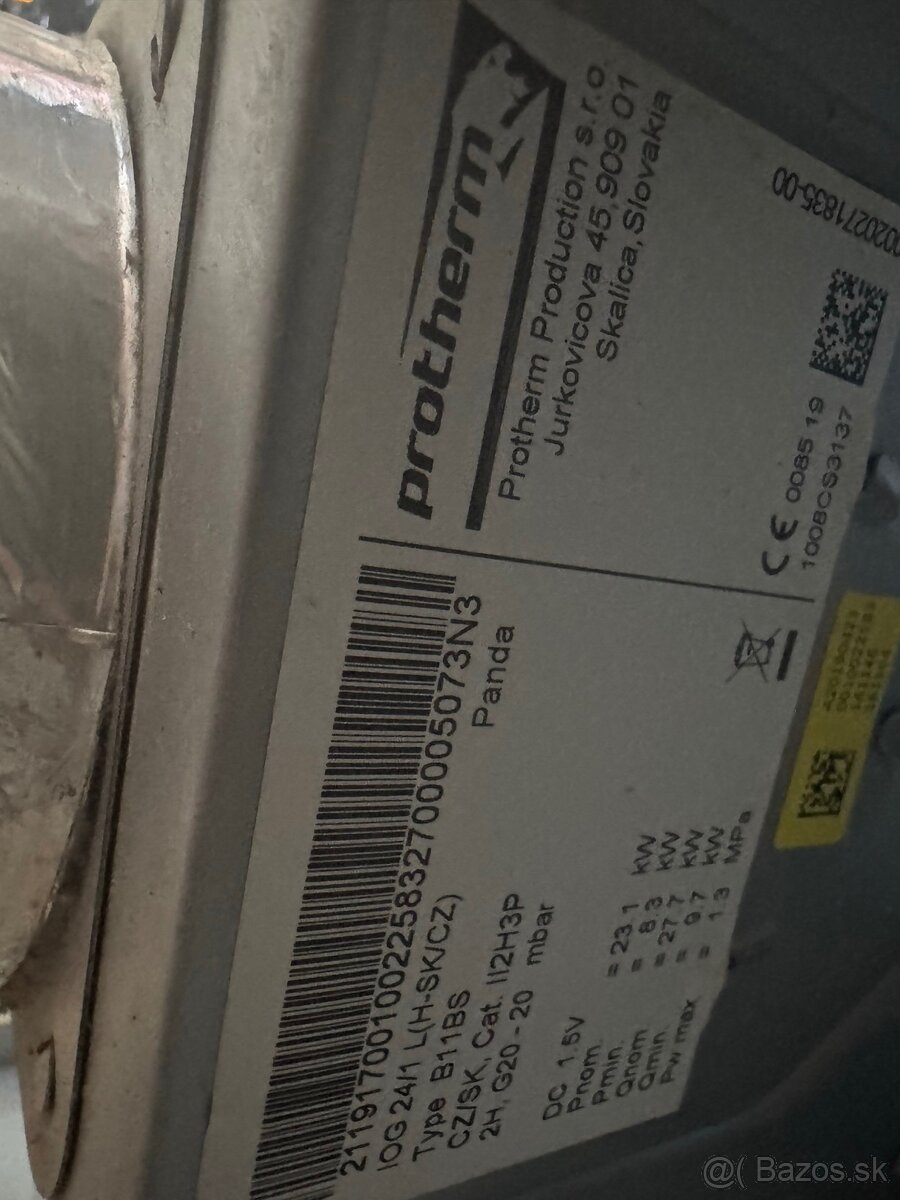 protherm
Protherm Production s.r.o.
Jurkovicova 45,909 01
Skalica,Slovakia
0020271835-00
CE 0085 19
1008CS3137
21191700100225832700005073N3
IOG 24/1 L(H-SK/CZ)
Panda
Type B11BS
CZ/SK, Cat. II2H3P
2H, G20 - 20 mbar
DC 1.5V
Pnom. = 23.1 kW
Pmin. = 8.3 kW
Qnom = 27.7 kW
Qmin. = 9.7 kW
Pw max = 1.3 MPa
@( Bazos.sk